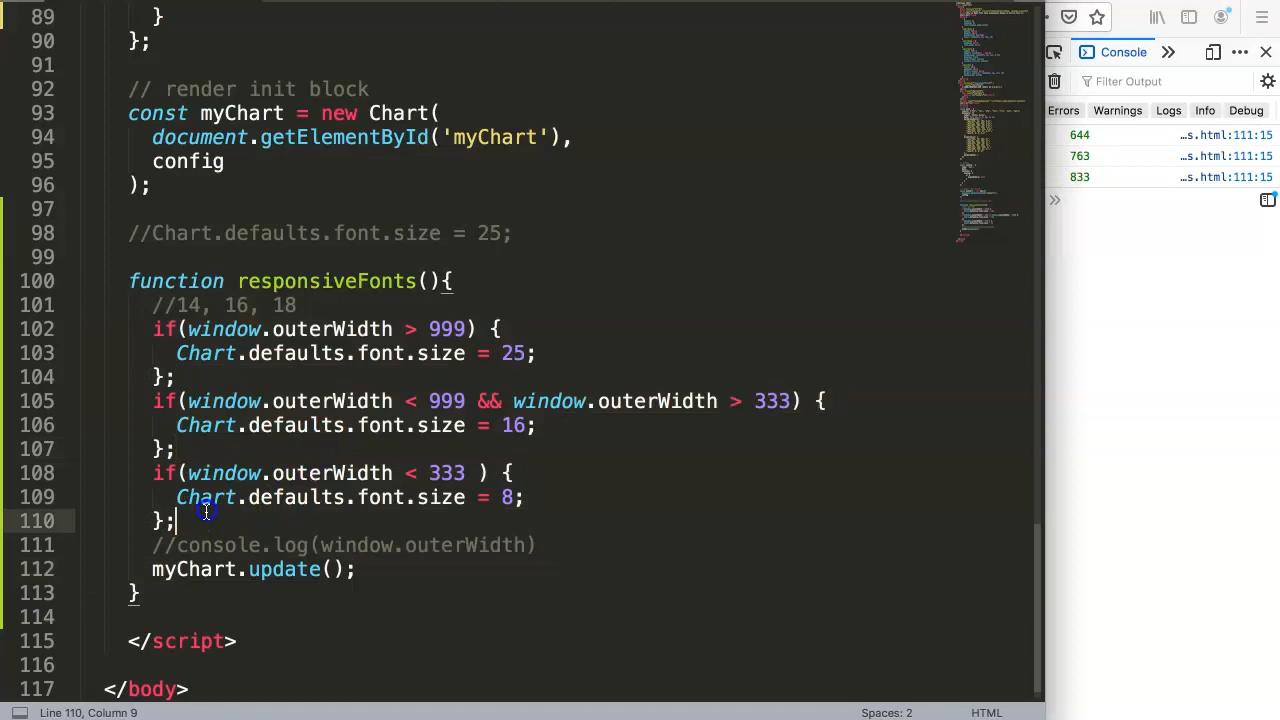 89 }
90 };
91
92 // render init block
93 const myChart = new Chart(
94 document.getElementById('myChart'),
95 config
96 );
97
98 //Chart.defaults.font.size = 25;
99
100 function responsiveFonts(){
101 //14, 16, 18
102 if(window.outerWidth > 999) {
103 Chart.defaults.font.size = 25;
104 };
105 if(window.outerWidth < 999 && window.outerWidth > 333) {
106 Chart.defaults.font.size = 16;
107 };
108 if(window.outerWidth < 333 ) {
109 Chart.defaults.font.size = 8;
110 };
111 //console.log(window.outerWidth)
112 myChart.update();
113 }
114
115 </script>
116
117 </body>
Line 110, Column 9
Spaces: 2
HTML
Console
Filter Output
Errors Warnings Logs Info Debug
644 …s.html:111:15
763 …s.html:111:15
833 …s.html:111:15